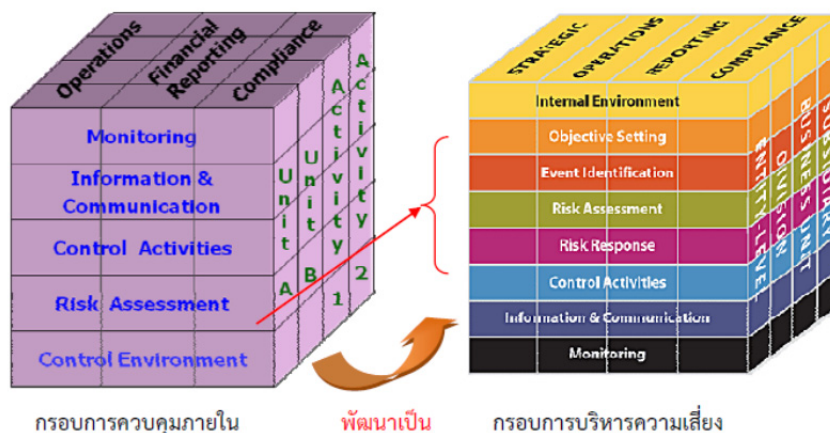 Operations
Financial
Reporting
Compliance
Monitoring
Information &
Communication
Control Activities
Risk Assessment
Control Environment
Unit A
Unit B
Activity 1
Activity 2
STRATEGIC
OPERATIONS
REPORTING
COMPLIANCE
Internal Environment
Objective Setting
Event Identification
Risk Assessment
Risk Response
Control Activities
Information & Communication
Monitoring
ENTITY-LEVEL
DIVISION
BUSINESS UNIT
SUBSIDIARY
กรอบการควบคุมภายใน
พัฒนาเป็น
กรอบการบริหารความเสี่ยง